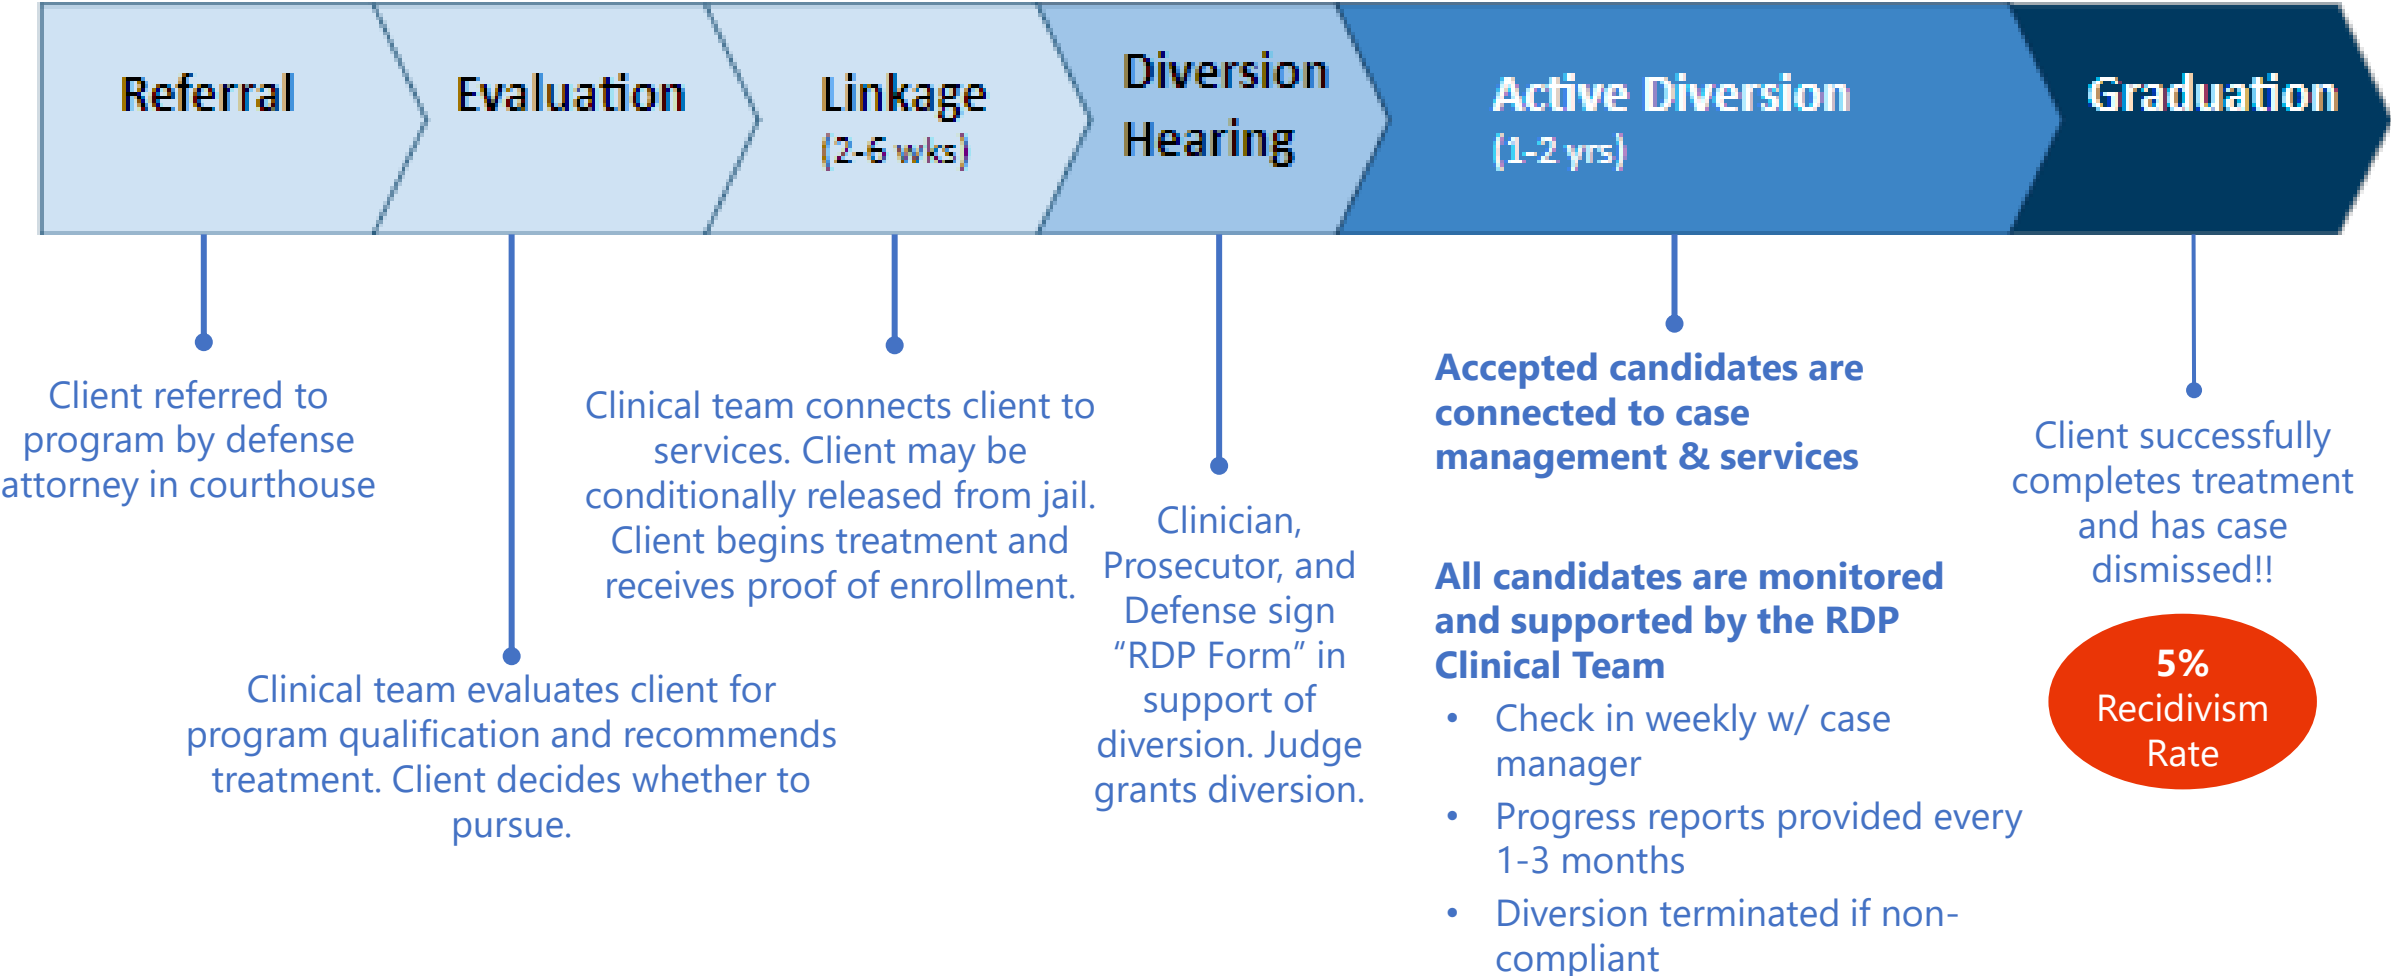 Referral
Evaluation
Linkage
(2-6 wks)
Diversion
Hearing
Active Diversion
(1-2 yrs)
Graduation
Client referred to
program by defense
attorney in courthouse
Clinical team evaluates client for
program qualification and recommends
treatment. Client decides whether to
pursue.
Clinical team connects client to
services. Client may be
conditionally released from jail.
Client begins treatment and
receives proof of enrollment.
Clinician,
Prosecutor, and
Defense sign
“RDP Form” in
support of
diversion. Judge
grants diversion.
Accepted candidates are
connected to case
management & services
All candidates are monitored
and supported by the RDP
Clinical Team
• Check in weekly w/ case
manager
• Progress reports provided every
1-3 months
• Diversion terminated if non-
compliant
Client successfully
completes treatment
and has case
dismissed!!
5%
Recidivism
Rate